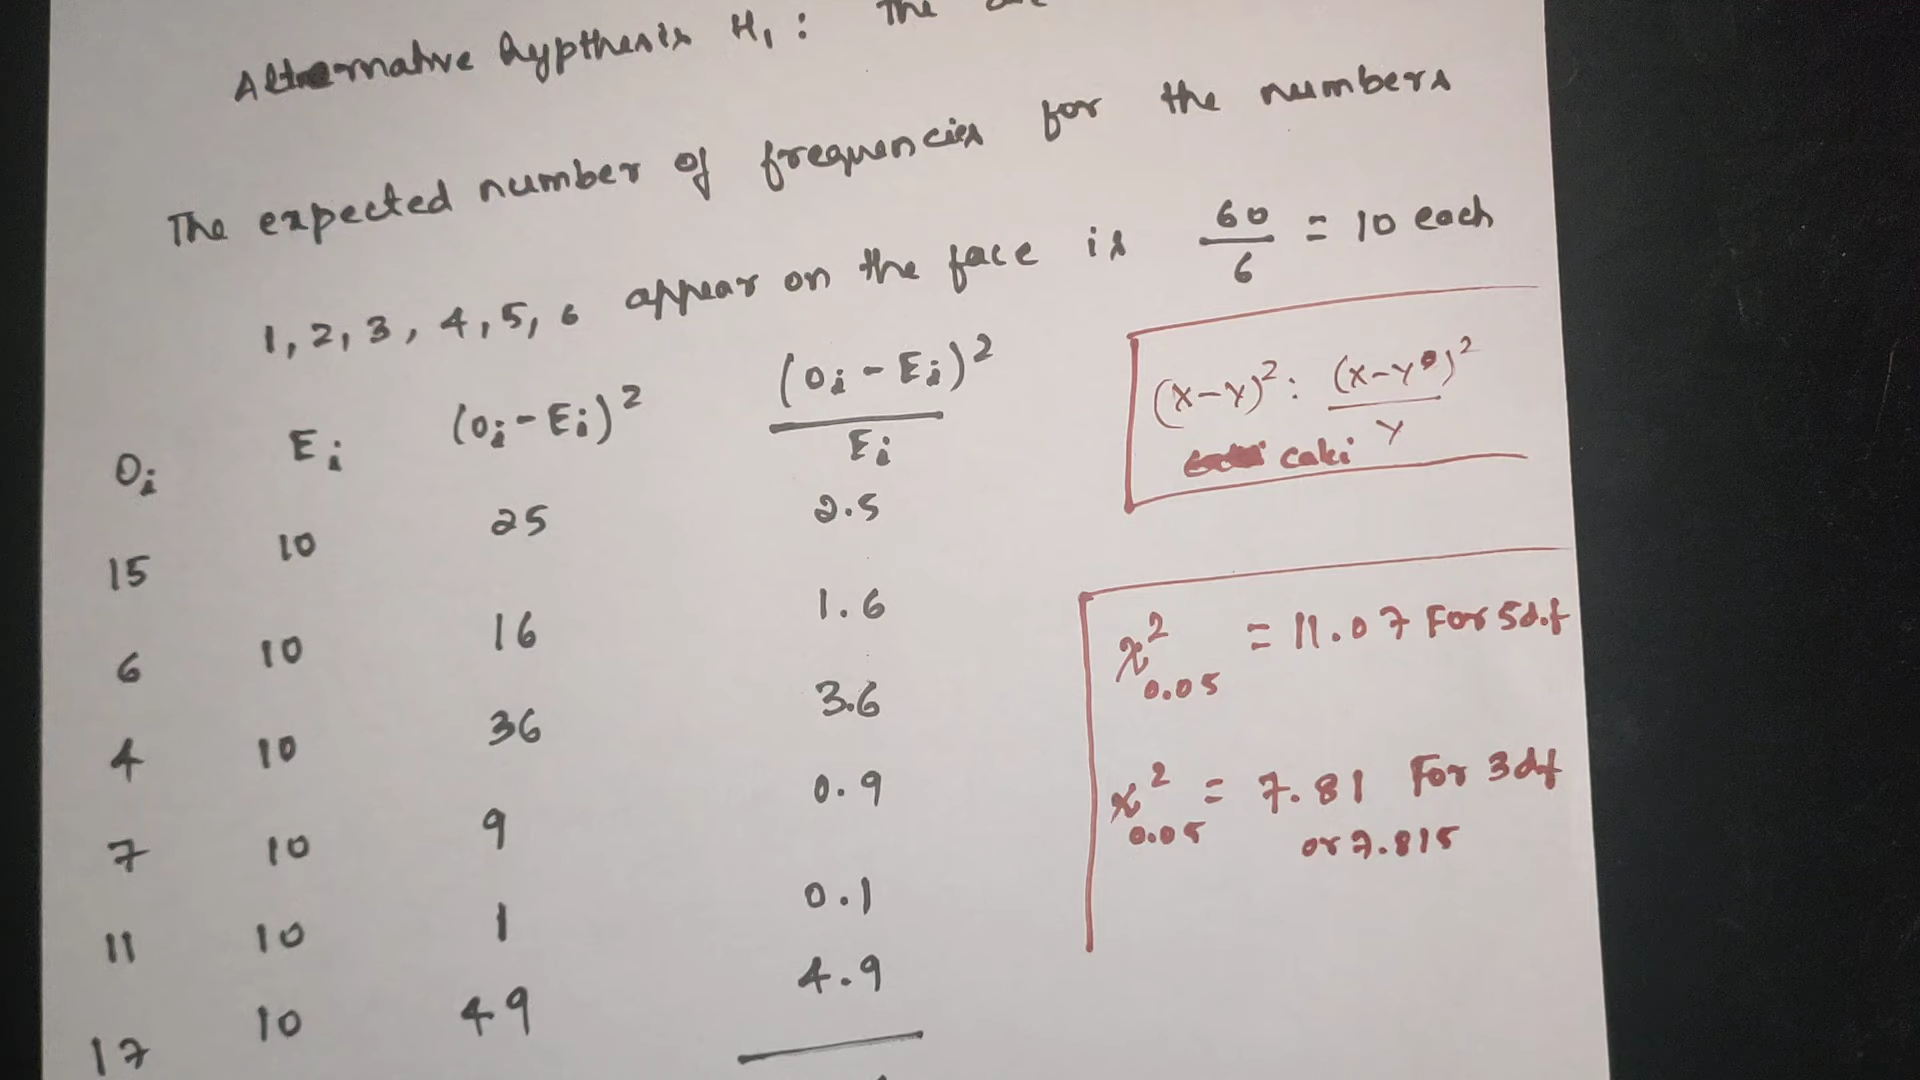 Alternative hypthesis H₁ : The
The expected number of frequencies for the numbers
1, 2, 3, 4, 5, 6 appear on the face is 60/6 = 10 each
Oᵢ Eᵢ (Oᵢ - Eᵢ)² (Oᵢ - Eᵢ)²/Eᵢ
15 10 25 2.5
6 10 16 1.6
4 10 36 3.6
7 10 9 0.9
11 10 1 0.1
17 10 49 4.9
(X-Y)² : (X-Y)²/Y
calci
χ²0.05 = 11.07 For 5d.f
χ²0.05 = 7.81 For 3df
or 7.815